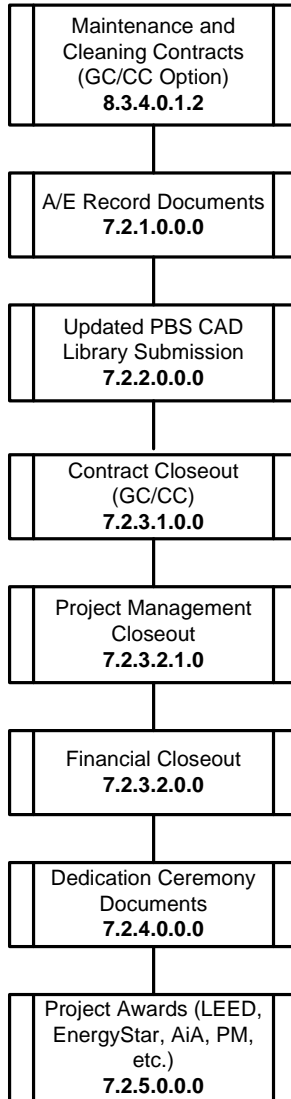 Maintenance and
Cleaning Contracts
(GC/CC Option)
8.3.4.0.1.2
A/E Record Documents
7.2.1.0.0.0
Updated PBS CAD
Library Submission
7.2.2.0.0.0
Contract Closeout
(GC/CC)
7.2.3.1.0.0
Project Management
Closeout
7.2.3.2.1.0
Financial Closeout
7.2.3.2.0.0
Dedication Ceremony
Documents
7.2.4.0.0.0
Project Awards (LEED,
EnergyStar, AiA, PM,
etc.)
7.2.5.0.0.0